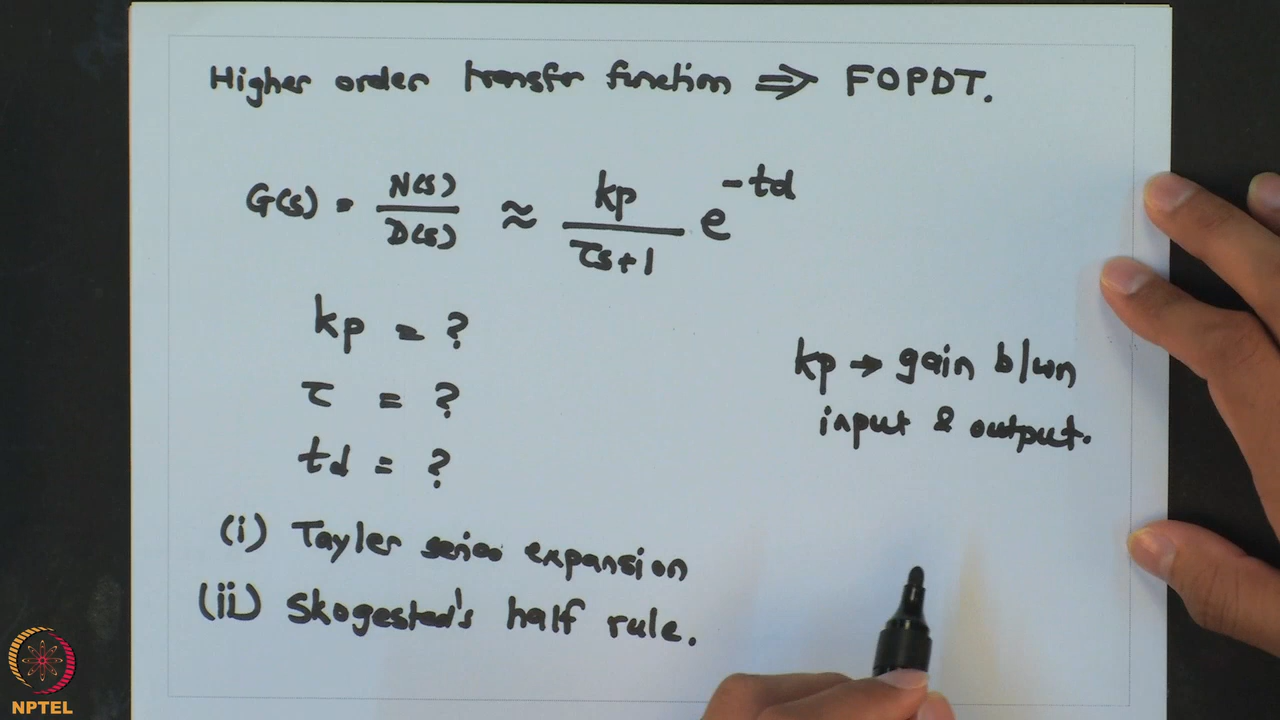 Higher order transfer function ⇒ FOPDT.
G(s) = N(s)/D(s) ≈ kp/(τs+1) e^(-td)
kp = ?
τ = ?
td = ?
kp → gain b/wn
input & output.
(i) Tayler series expansion
(ii) Skogestad's half rule.
NPTEL